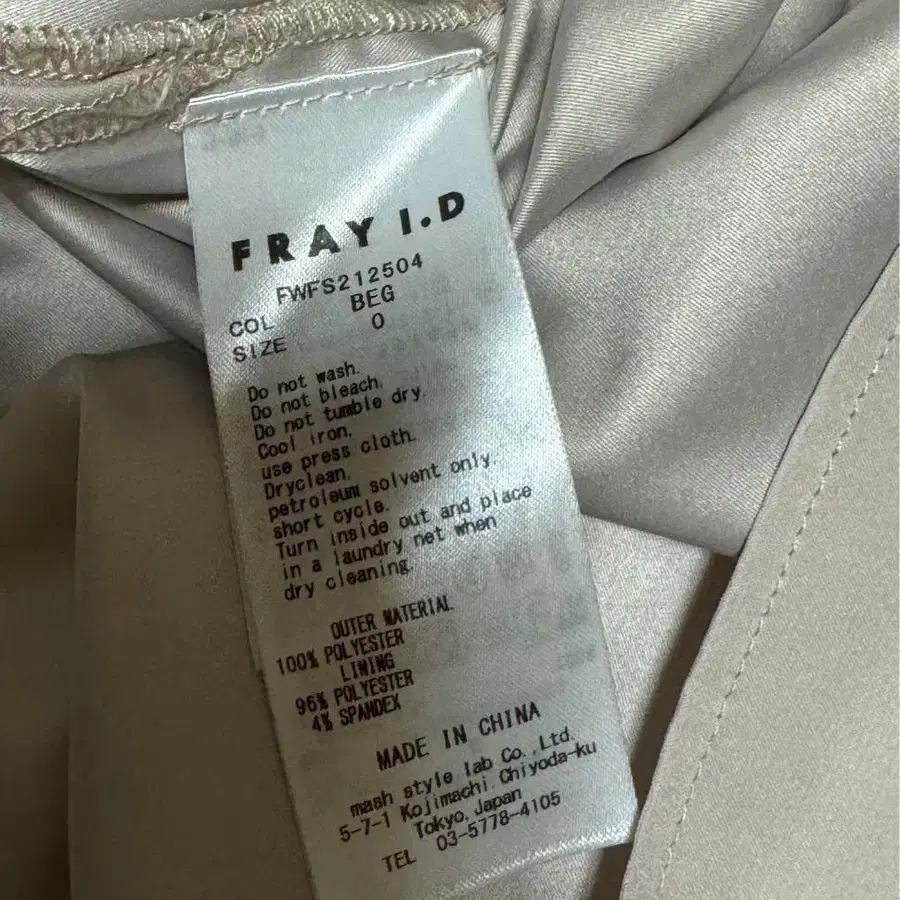 FRAY I.D
FWFS212504
COL BEG
SIZE 0
Do not wash.
Do not bleach.
Do not tumble dry.
Cool iron.
use press cloth.
Dryclean.
petroleum solvent only.
short cycle.
Turn inside out and place
in a laundry net when
dry cleaning.
OUTER MATERIAL
100% POLYESTER
LINING
96% POLYESTER
4% SPANDEX
MADE IN CHINA
mash style lab Co.,Ltd.
5-7-1 Kojimachi Chiyoda-ku
Tokyo, Japan
TEL 03-5778-4105